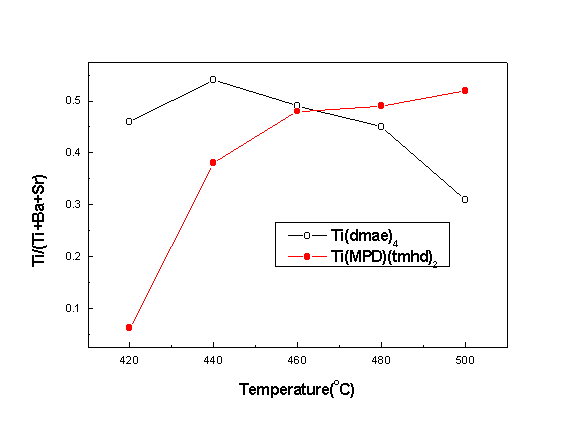 Ti/(Ti+Ba+Sr)
0.5
0.4
0.3
0.2
0.1
Ti(dmae)₄
Ti(MPD)(tmhd)₂
420 440 460 480 500
Temperature(°C)